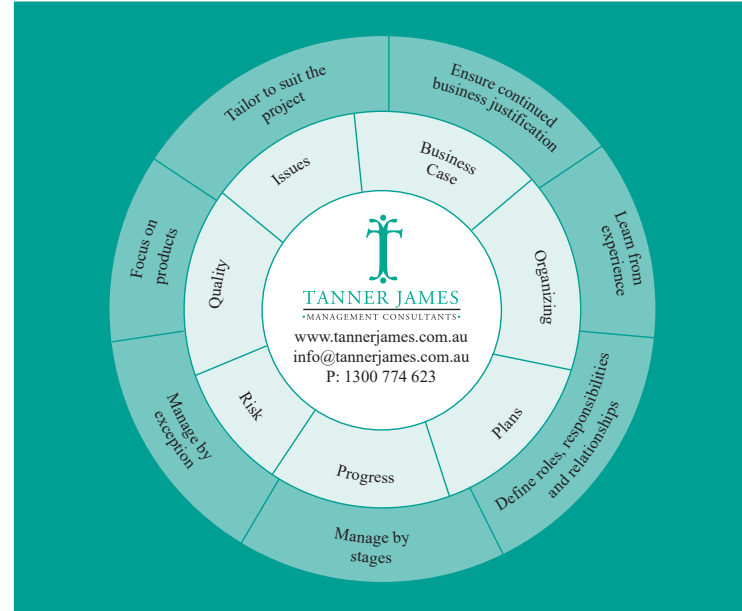 Tailor to suit the
project
Ensure continued
business justification
Learn from
experience
Define roles, responsibilities
and relationships
Manage by
stages
Manage by
exception
Focus on
products
Issues
Business
Case
Organizing
Plans
Progress
Risk
Quality
TANNER JAMES
•MANAGEMENT CONSULTANTS•
www.tannerjames.com.au
info@tannerjames.com.au
P: 1300 774 623